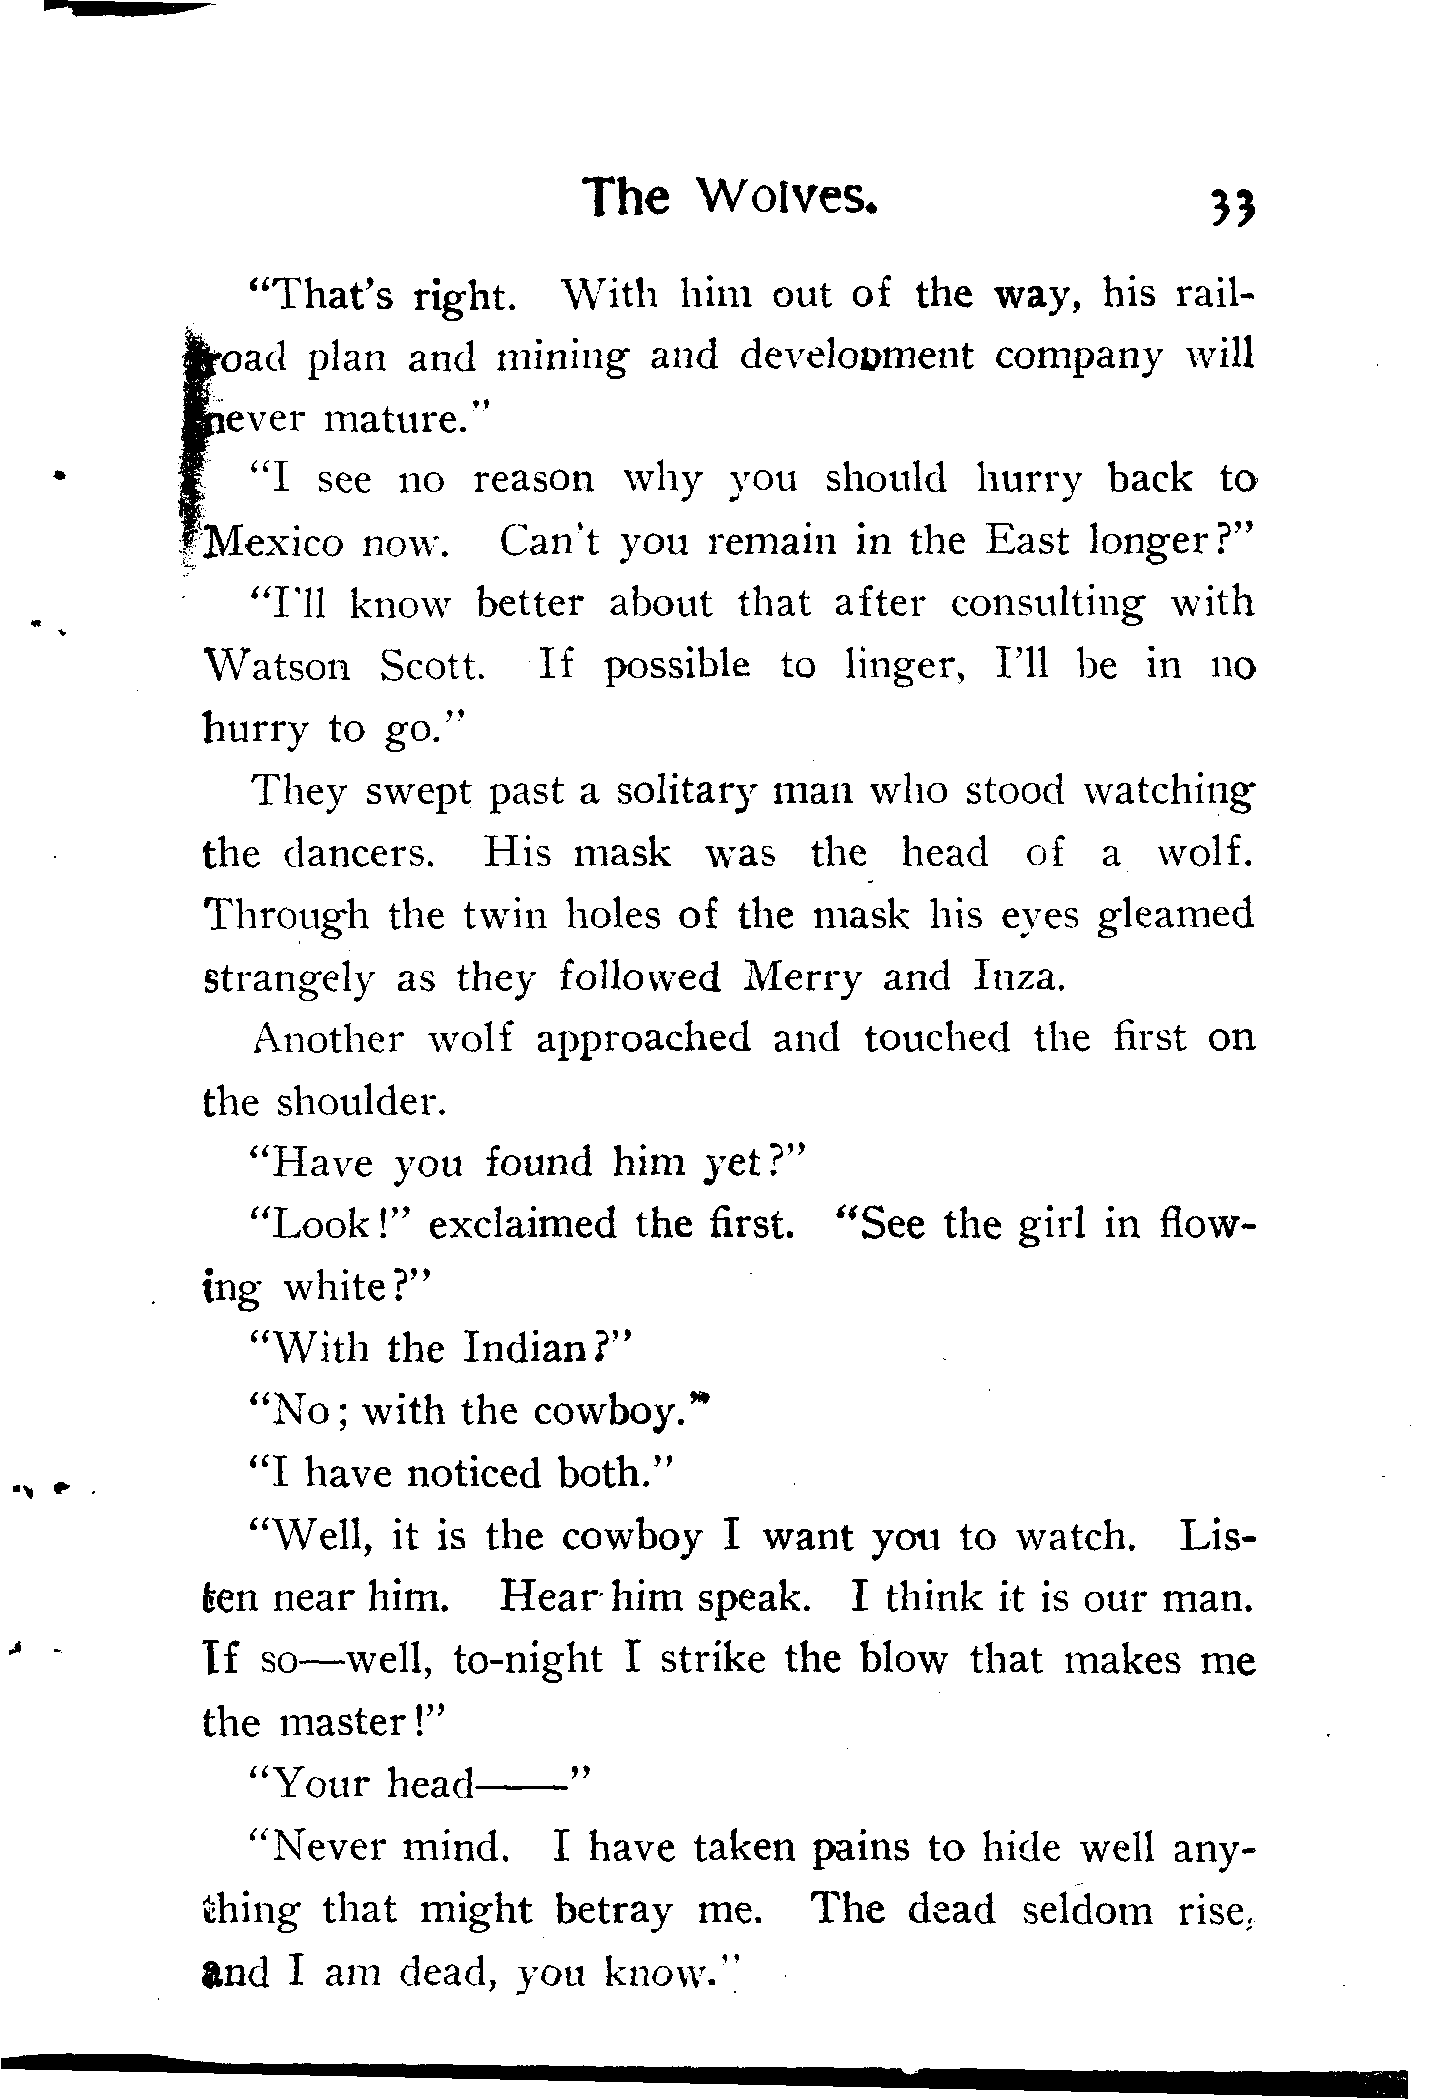 The Wolves. 33
“That’s right. With him out of the way, his rail-
road plan and mining and development company will
never mature.”
“I see no reason why you should hurry back to
Mexico now. Can’t you remain in the East longer?”
“I’ll know better about that after consulting with
Watson Scott. If possible to linger, I’ll be in no
hurry to go.”
They swept past a solitary man who stood watching
the dancers. His mask was the head of a wolf.
Through the twin holes of the mask his eyes gleamed
strangely as they followed Merry and Inza.
Another wolf approached and touched the first on
the shoulder.
“Have you found him yet?”
“Look!” exclaimed the first. “See the girl in flow-
ing white?”
“With the Indian?”
“No; with the cowboy.”
“I have noticed both.”
“Well, it is the cowboy I want you to watch. Lis-
ten near him. Hear him speak. I think it is our man.
If so—well, to-night I strike the blow that makes me
the master!”
“Your head——”
“Never mind. I have taken pains to hide well any-
thing that might betray me. The dead seldom rise,
and I am dead, you know.”